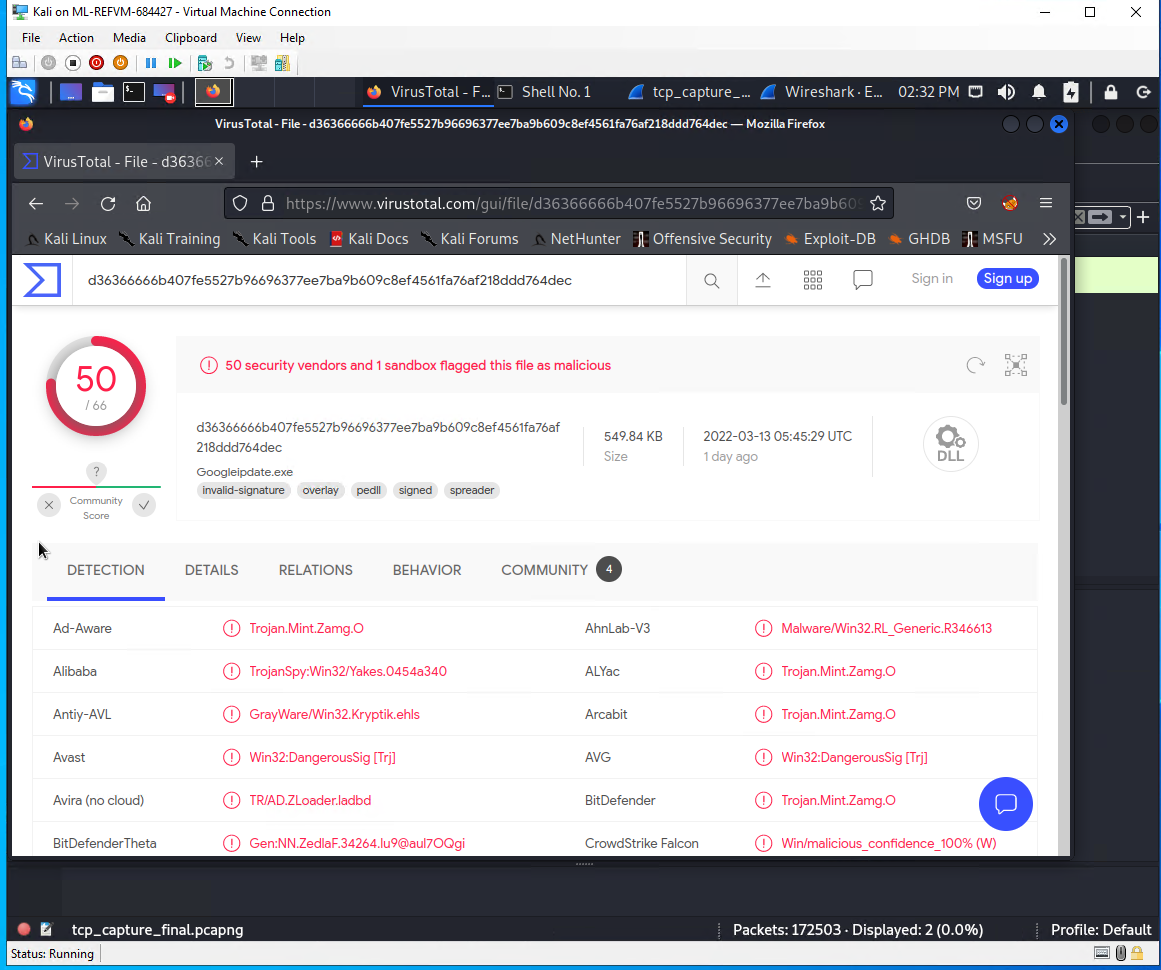 Kali on ML-REFVM-684427 - Virtual Machine Connection
File Action Media Clipboard View Help
VirusTotal - F... Shell No. 1 tcp_capture_... Wireshark · E... 02:32 PM
VirusTotal - File - d36366666b407fe5527b96696377ee7ba9b609c8ef4561fa76af218ddd764dec — Mozilla Firefox
VirusTotal - File - d36366
https://www.virustotal.com/gui/file/d36366666b407fe5527b96696377ee7ba9b60
Kali Linux Kali Training Kali Tools Kali Docs Kali Forums NetHunter Offensive Security Exploit-DB GHDB MSFU
d36366666b407fe5527b96696377ee7ba9b609c8ef4561fa76af218ddd764dec
Sign in Sign up
50
/ 66
50 security vendors and 1 sandbox flagged this file as malicious
d36366666b407fe5527b96696377ee7ba9b609c8ef4561fa76af
218ddd764dec
Googleipdate.exe
invalid-signature overlay pedll signed spreader
549.84 KB
Size
2022-03-13 05:45:29 UTC
1 day ago
DLL
?
Community
Score
DETECTION DETAILS RELATIONS BEHAVIOR COMMUNITY 4
Ad-Aware Trojan.Mint.Zamg.O AhnLab-V3 Malware/Win32.RL_Generic.R346613
Alibaba TrojanSpy:Win32/Yakes.0454a340 ALYac Trojan.Mint.Zamg.O
Antiy-AVL GrayWare/Win32.Kryptik.ehls Arcabit Trojan.Mint.Zamg.O
Avast Win32:DangerousSig [Trj] AVG Win32:DangerousSig [Trj]
Avira (no cloud) TR/AD.ZLoader.ladbd BitDefender Trojan.Mint.Zamg.O
BitDefenderTheta Gen:NN.ZedlaF.34264.lu9@aul7OQgi CrowdStrike Falcon Win/malicious_confidence_100% (W)
tcp_capture_final.pcapng Packets: 172503 · Displayed: 2 (0.0%) Profile: Default
Status: Running